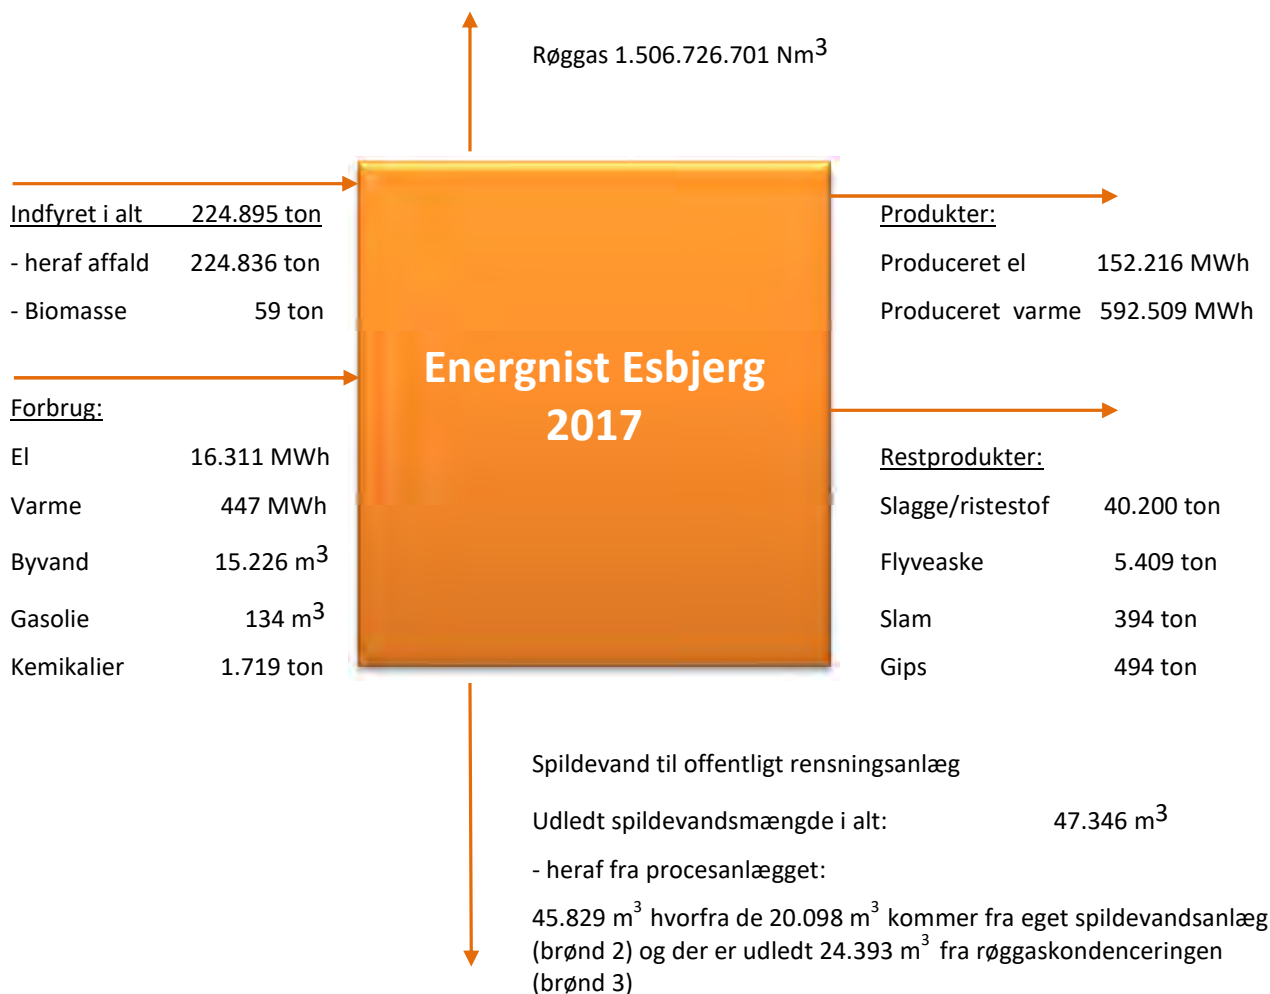 Røggas 1.506.726.701 Nm³
Indfyret i alt 224.895 ton
- heraf affald 224.836 ton
- Biomasse 59 ton
Forbrug:
El 16.311 MWh
Varme 447 MWh
Byvand 15.226 m³
Gasolie 134 m³
Kemikalier 1.719 ton
Energnist Esbjerg
2017
Produkter:
Produceret el 152.216 MWh
Produceret varme 592.509 MWh
Restprodukter:
Slagge/ristestof 40.200 ton
Flyveaske 5.409 ton
Slam 394 ton
Gips 494 ton
Spildevand til offentligt rensningsanlæg
Udledt spildevandsmængde i alt: 47.346 m³
- heraf fra procesanlægget:
45.829 m³ hvorfra de 20.098 m³ kommer fra eget spildevandsanlæg
(brønd 2) og der er udledt 24.393 m³ fra røggaskondenceringen
(brønd 3)